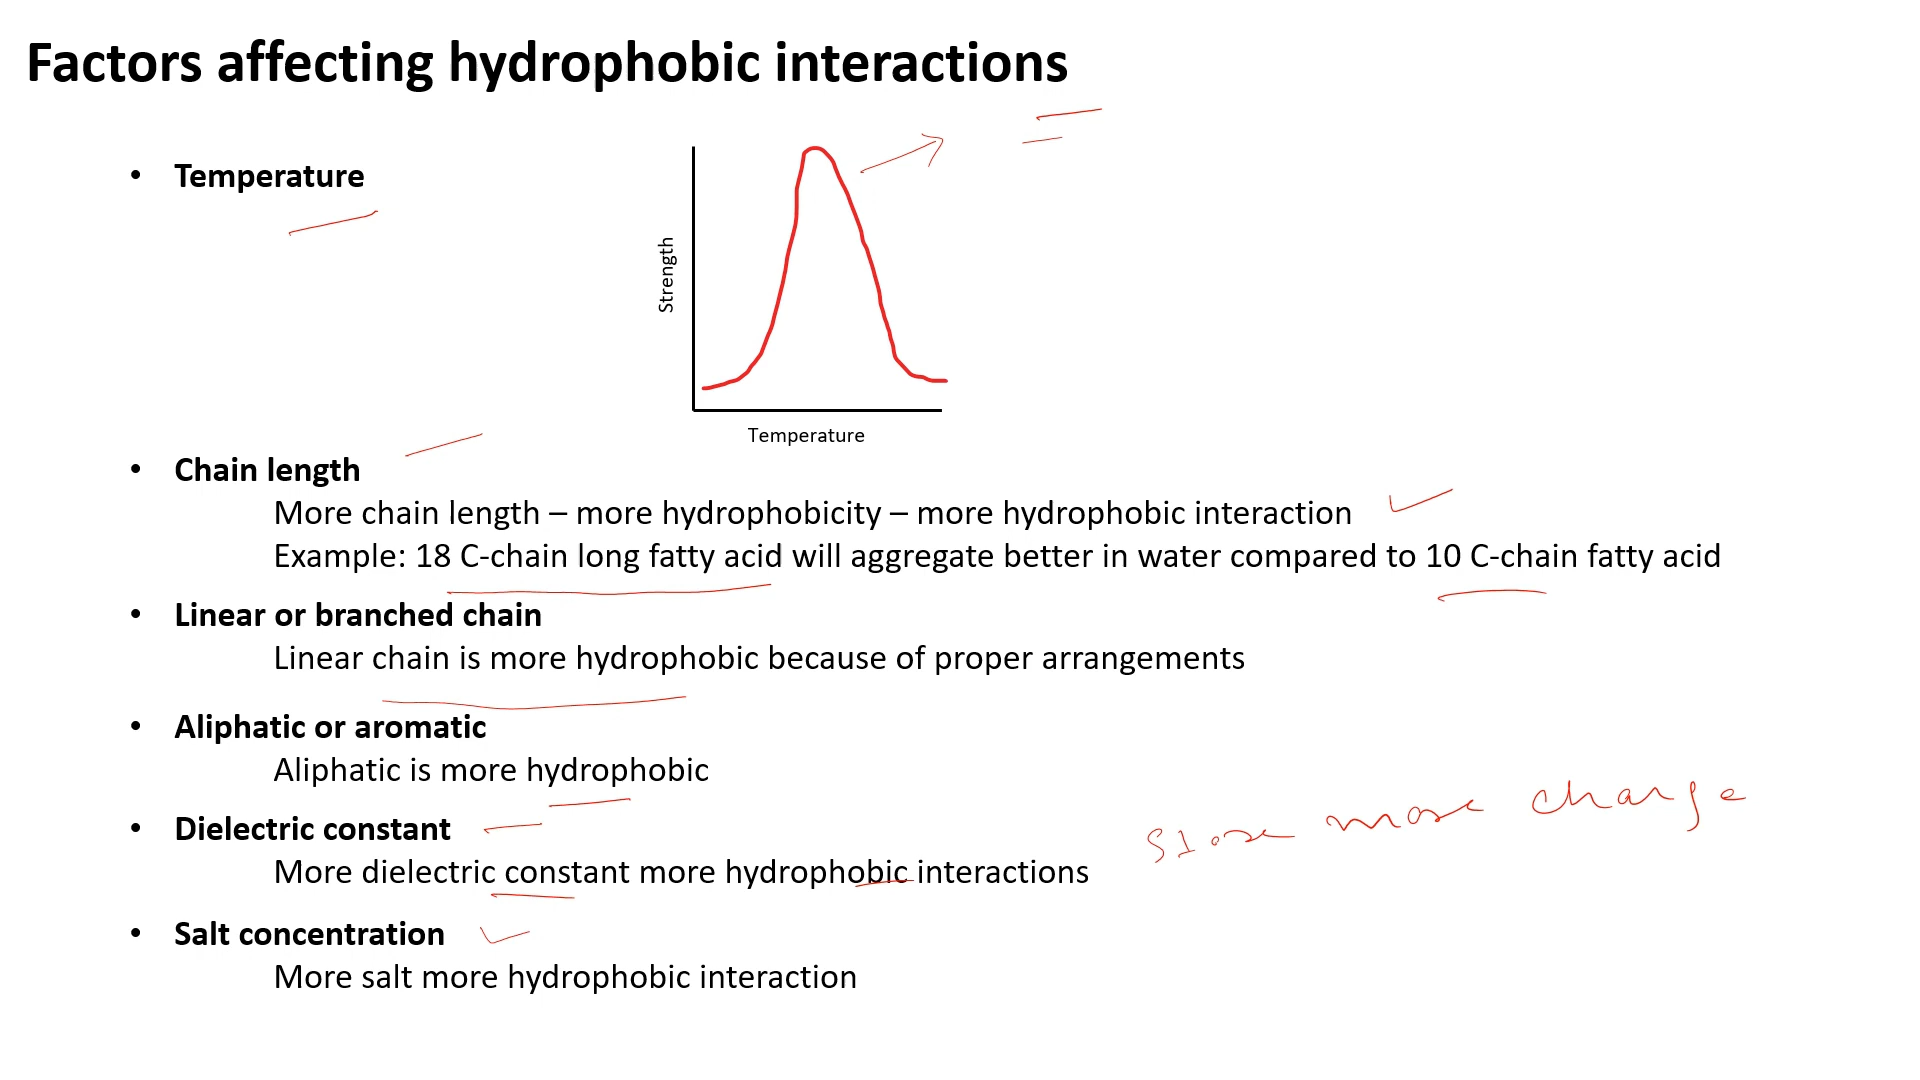 Factors affecting hydrophobic interactions
• Temperature
Strength
Temperature
• Chain length
More chain length – more hydrophobicity – more hydrophobic interaction
Example: 18 C-chain long fatty acid will aggregate better in water compared to 10 C-chain fatty acid
• Linear or branched chain
Linear chain is more hydrophobic because of proper arrangements
• Aliphatic or aromatic
Aliphatic is more hydrophobic
• Dielectric constant
store more charge
More dielectric constant more hydrophobic interactions
• Salt concentration
More salt more hydrophobic interaction